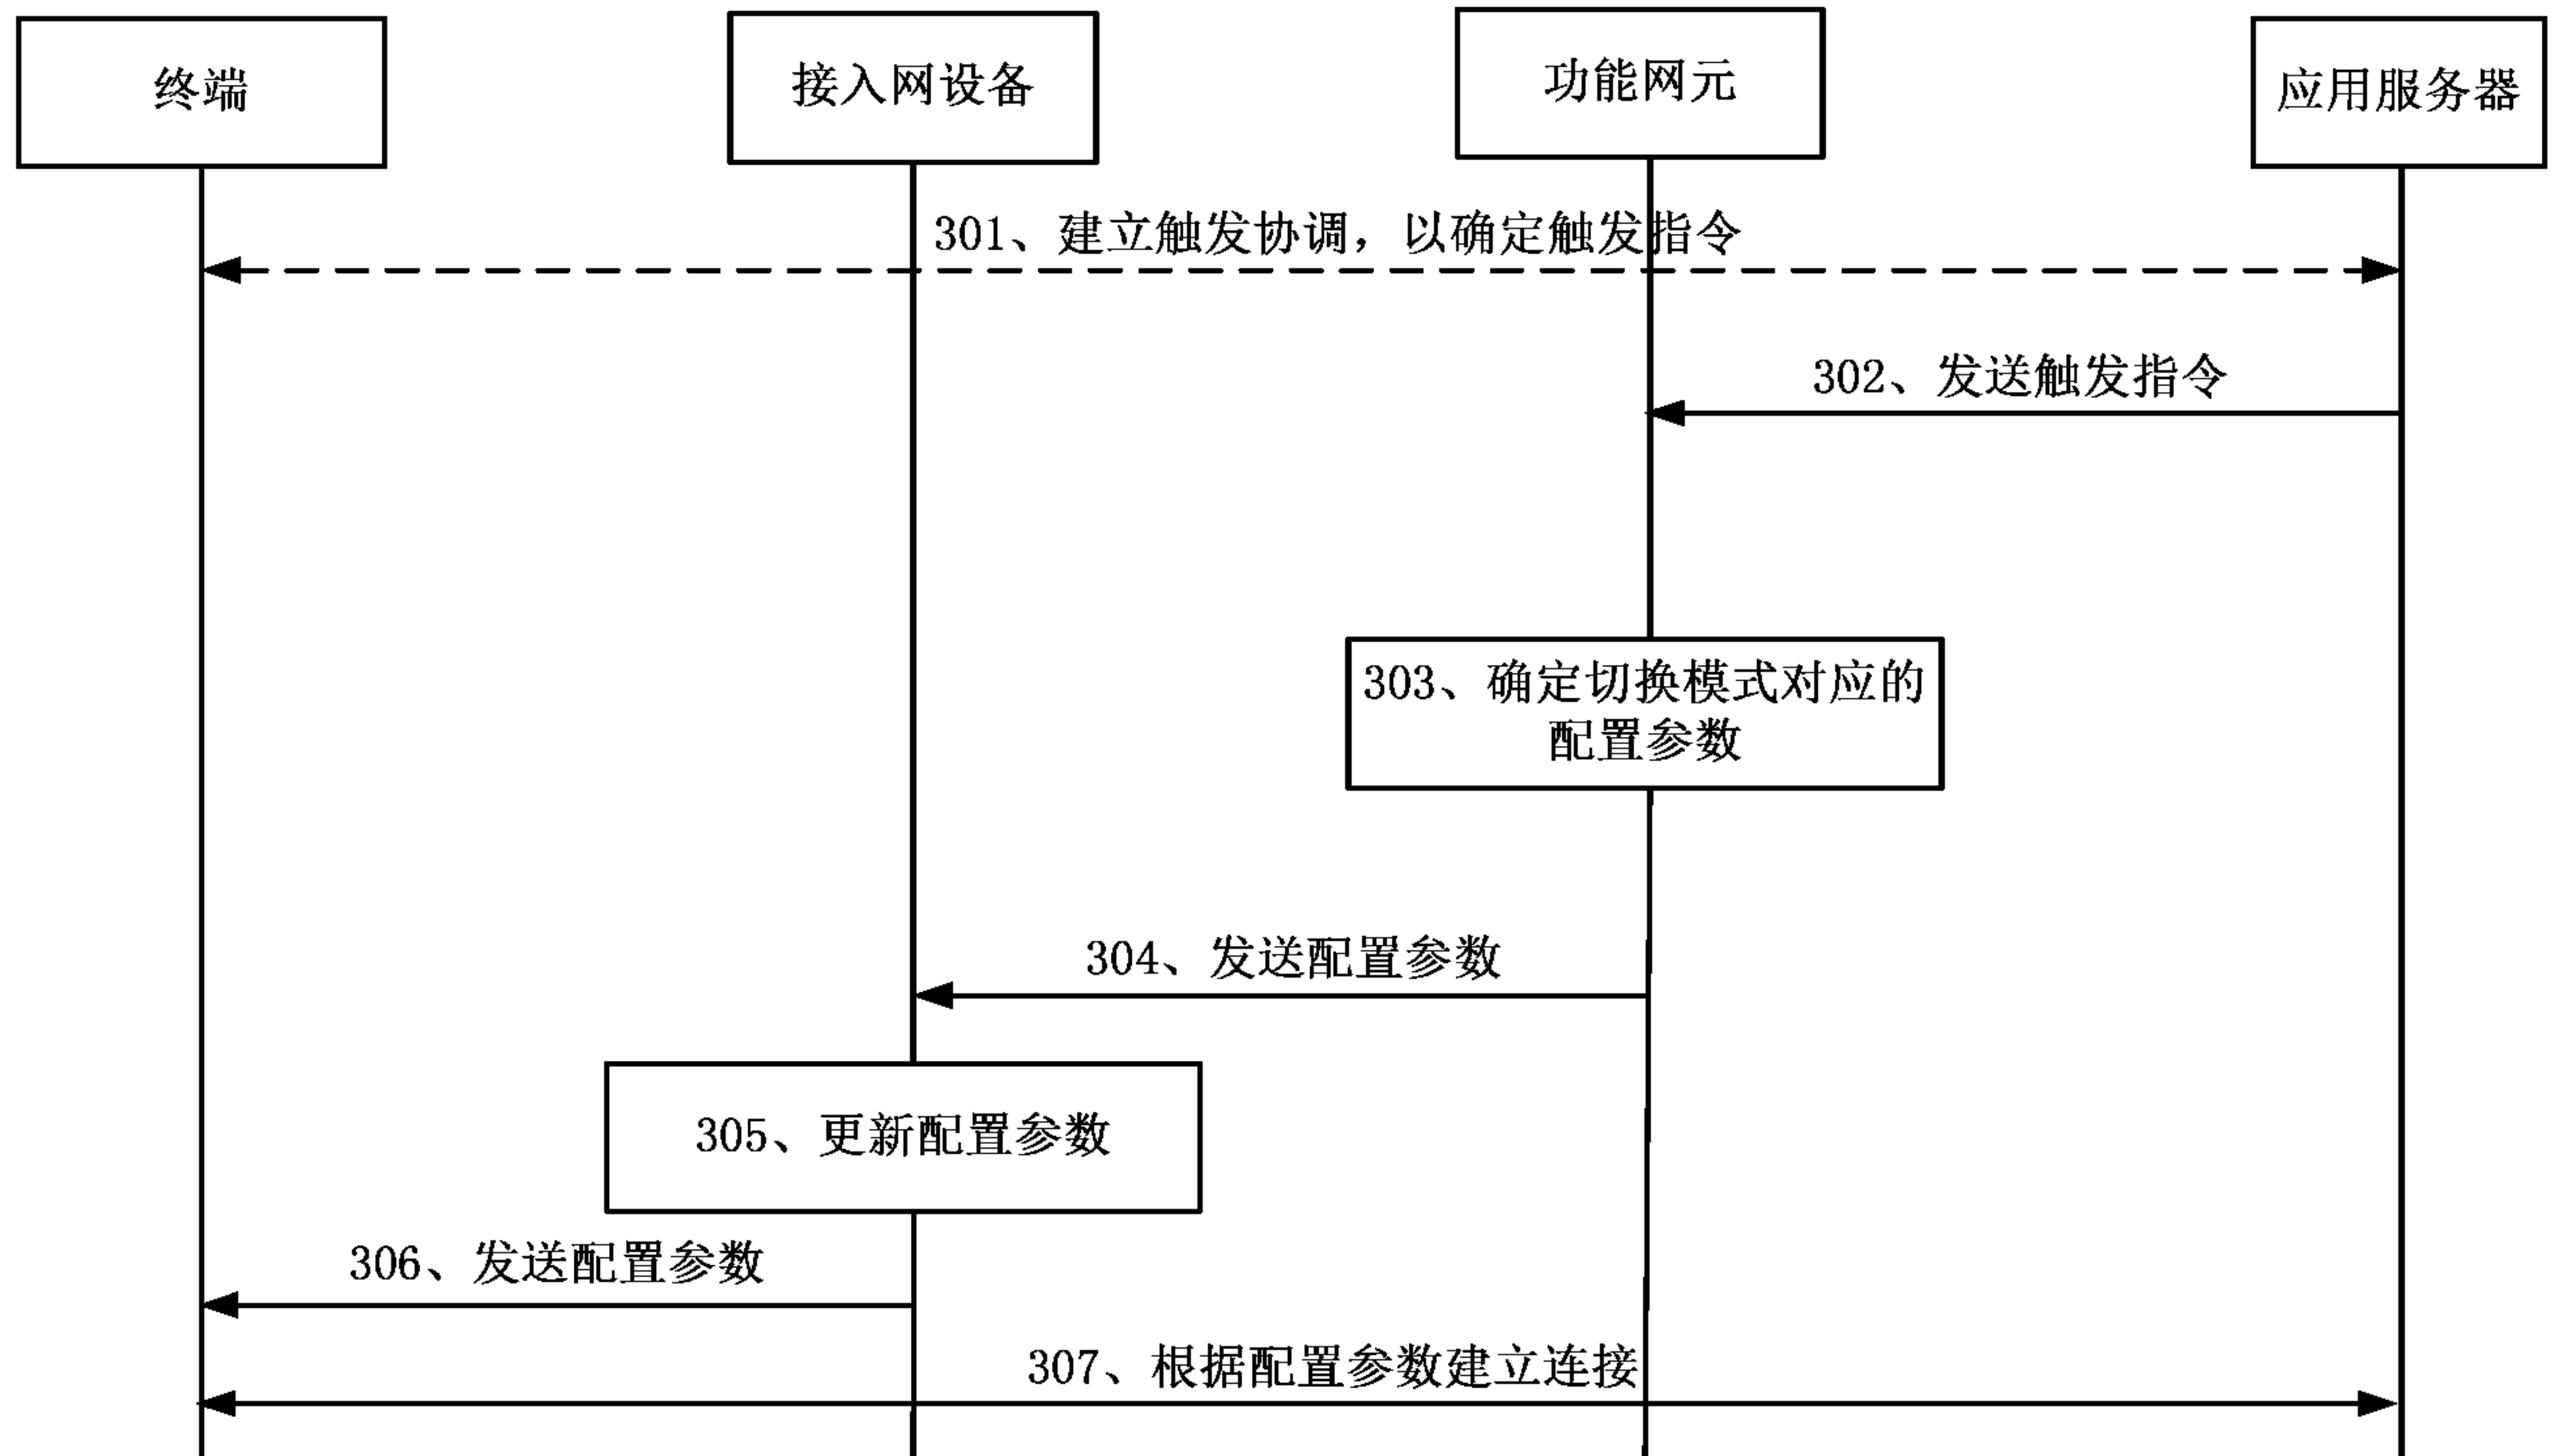 终端
接入网设备
功能网元
应用服务器
301、建立触发协调，以确定触发指令
302、发送触发指令
303、确定切换模式对应的
配置参数
304、发送配置参数
305、更新配置参数
306、发送配置参数
307、根据配置参数建立连接